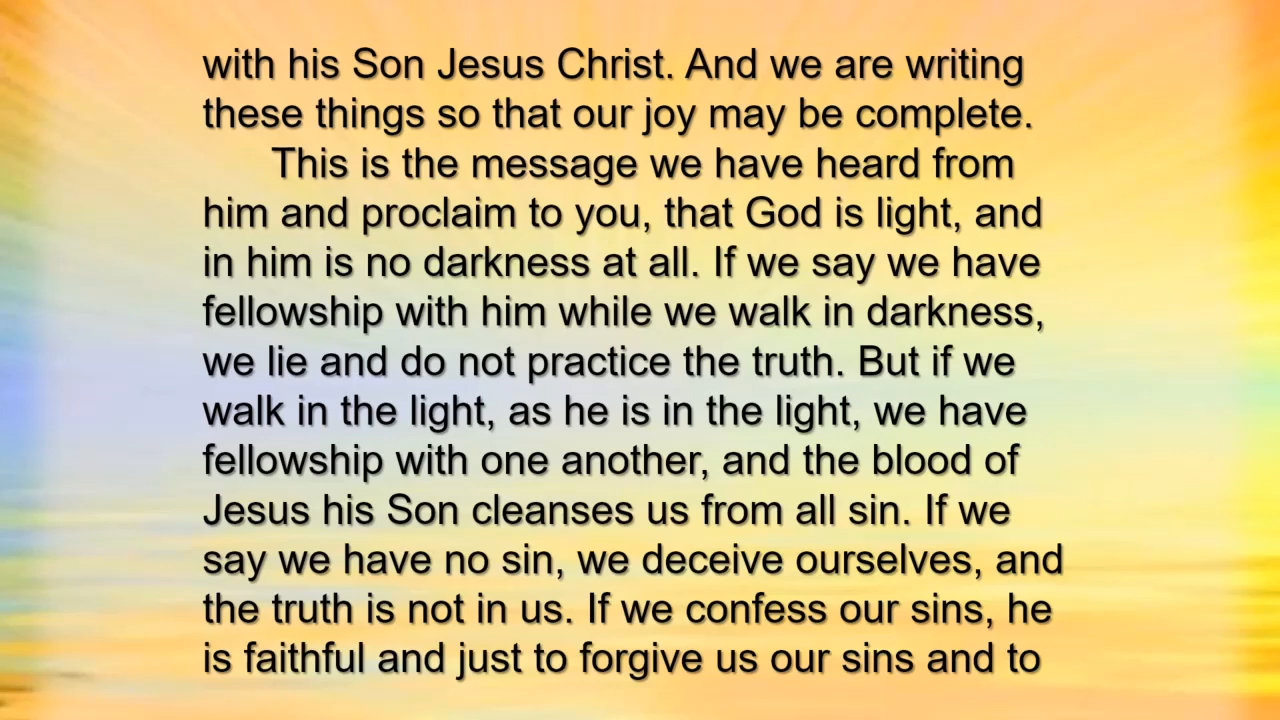 with his Son Jesus Christ. And we are writing
these things so that our joy may be complete.
This is the message we have heard from
him and proclaim to you, that God is light, and
in him is no darkness at all. If we say we have
fellowship with him while we walk in darkness,
we lie and do not practice the truth. But if we
walk in the light, as he is in the light, we have
fellowship with one another, and the blood of
Jesus his Son cleanses us from all sin. If we
say we have no sin, we deceive ourselves, and
the truth is not in us. If we confess our sins, he
is faithful and just to forgive us our sins and to